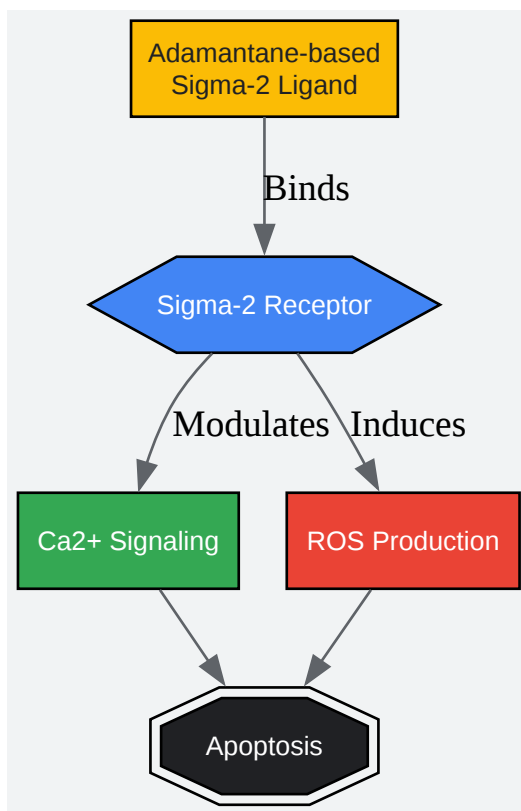 Adamantane-based
Sigma-2 Ligand
Binds
Sigma-2 Receptor
Modulates
Induces
Ca2+ Signaling
ROS Production
Apoptosis